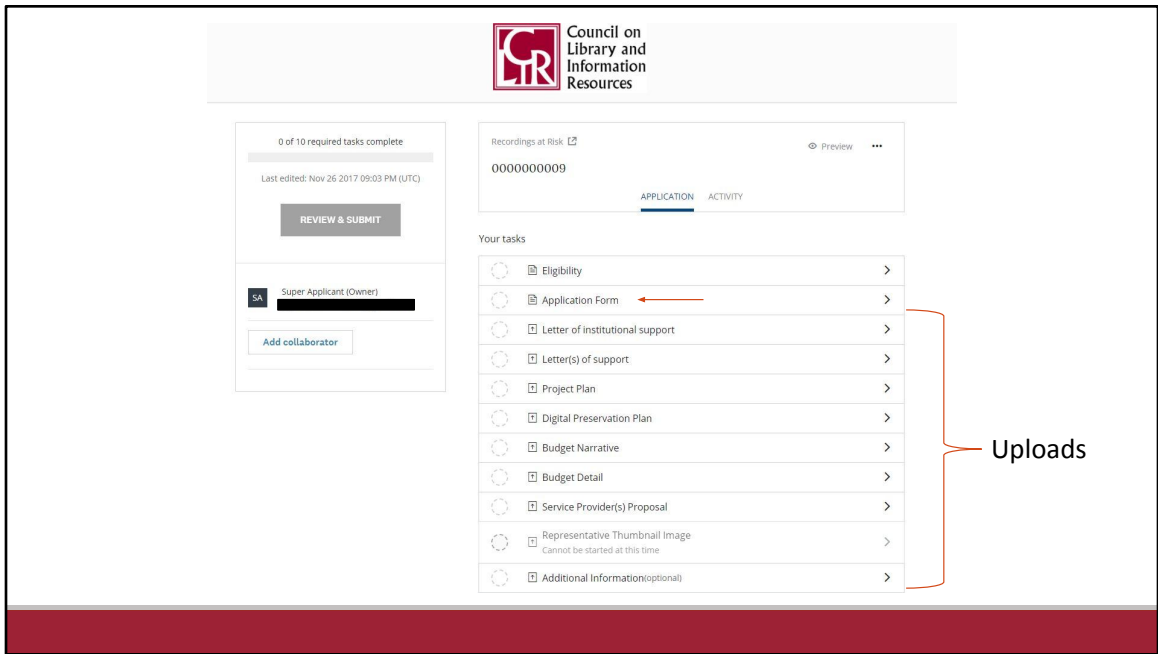 Council on
Library and
Information
Resources
CLIR
0 of 10 required tasks complete
Last edited: Nov 26 2017 09:03 PM (UTC)
REVIEW & SUBMIT
SA
Super Applicant (Owner)
Add collaborator
Recordings at Risk
Preview
0000000009
APPLICATION ACTIVITY
Your tasks
Eligibility
Application Form
Letter of institutional support
Letter(s) of support
Project Plan
Digital Preservation Plan
Budget Narrative
Budget Detail
Service Provider(s) Proposal
Representative Thumbnail Image
Cannot be started at this time
Additional Information(optional)
Uploads